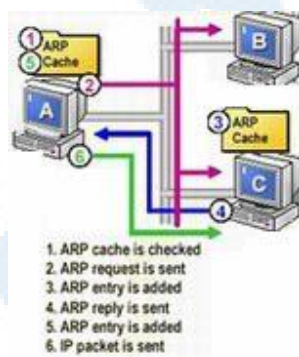 1 ARP
5 Cache
2
B
A
3 ARP
Cache
C
6
4
1. ARP cache is checked
2. ARP request is sent
3. ARP entry is added
4. ARP reply is sent
5. ARP entry is added
6. IP packet is sent